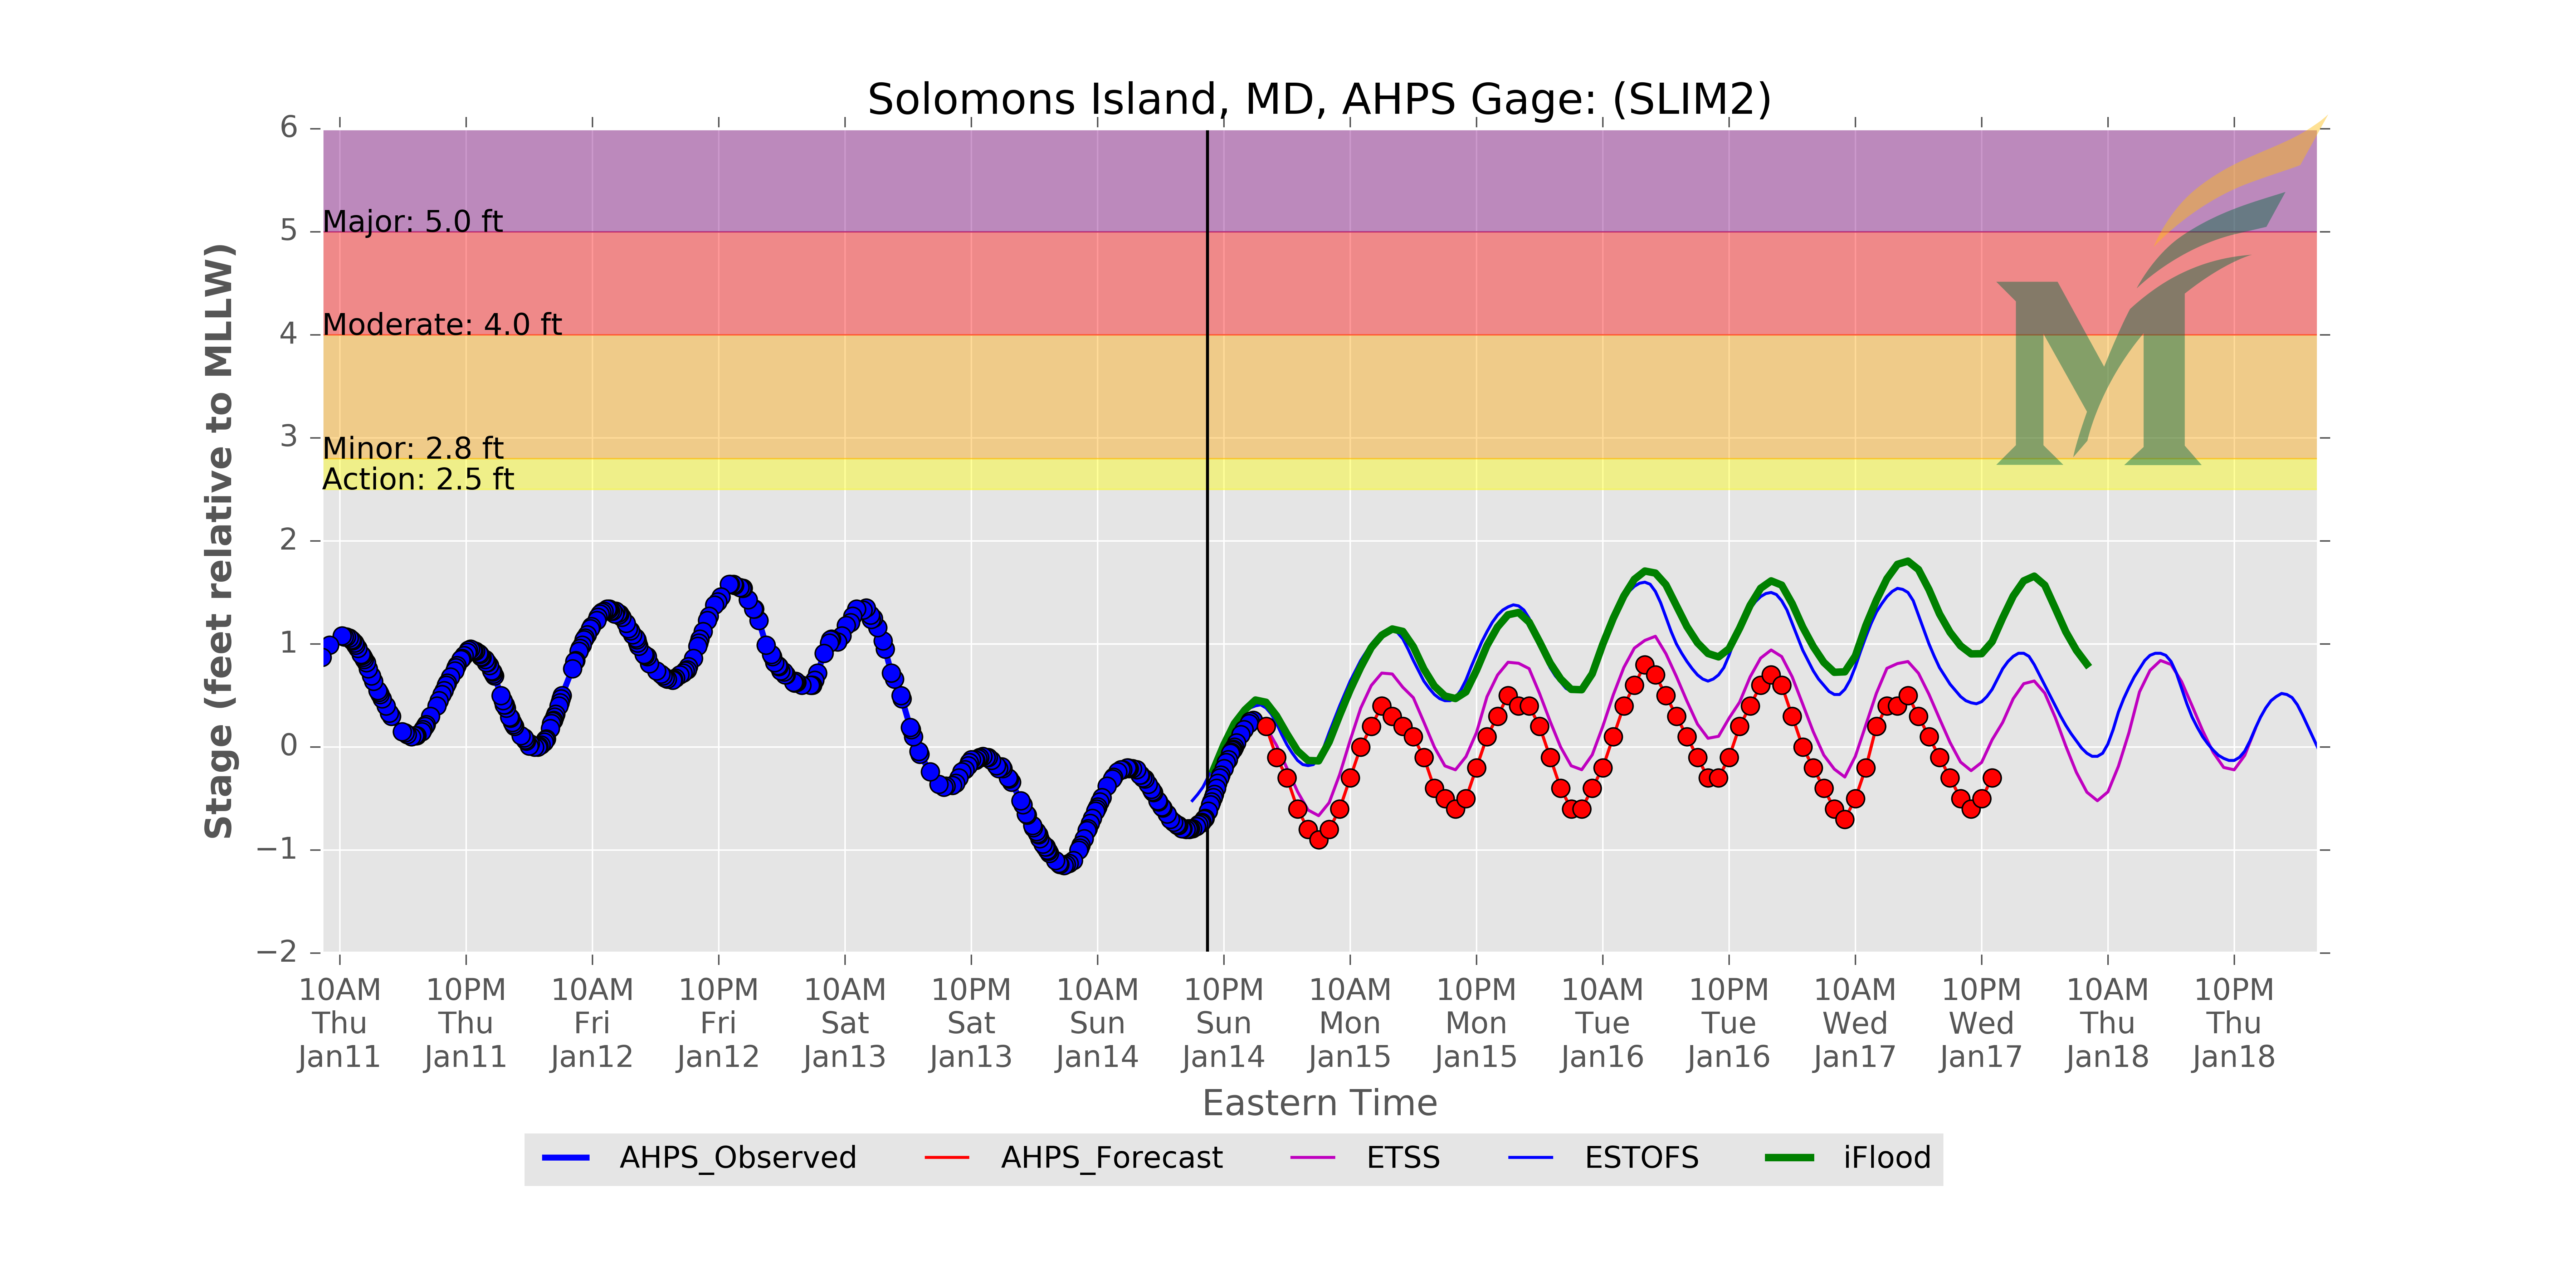 Solomons Island, MD, AHPS Gage: (SLIM2)
Stage (feet relative to MLLW)
6
5
4
3
2
1
0
−1
−2
Major: 5.0 ft
Moderate: 4.0 ft
Minor: 2.8 ft
Action: 2.5 ft
M
10AM 10PM 10AM 10PM 10AM 10PM 10AM 10PM 10AM 10PM 10AM 10PM 10AM 10PM 10AM 10PM
Thu Thu Fri Fri Sat Sat Sun Sun Mon Mon Tue Tue Wed Wed Thu Thu
Jan11 Jan11 Jan12 Jan12 Jan13 Jan13 Jan14 Jan14 Jan15 Jan15 Jan16 Jan16 Jan17 Jan17 Jan18 Jan18
Eastern Time
AHPS_Observed AHPS_Forecast ETSS ESTOFS iFlood